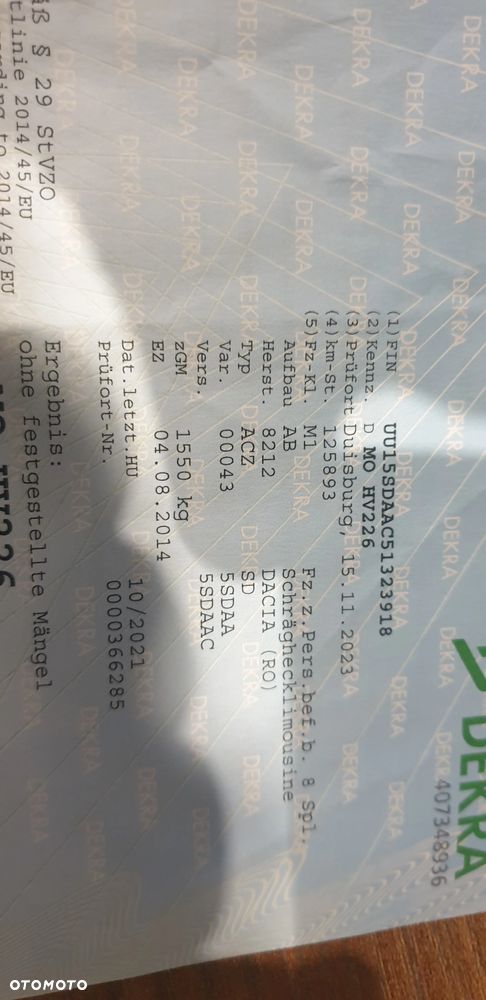 DEKRA
407348936
(1) FIN UU15SDAAC51323918
(2) Kennz. D MO HV226
(3) Prüfort Duisburg, 15.11.2023
(4) km-St. 125893
(5) Fz-Kl. M1 Fz.z.Pers.bef.b. 8 Spl.
Aufbau AB Schräghecklimousine
Herst. 8212 DACIA (RO)
Typ ACZ SD
Var. 00043 5SDAA
Vers. 5SDAAC
zGM 1550 kg
EZ 04.08.2014
Dat.letzt.HU 10/2021
Prüfort-Nr. 0000366285
Ergebnis:
ohne festgestellte Mängel
§ 29 StVZO
2014/45/EU
to 2014/45/EU
OTOMOTO